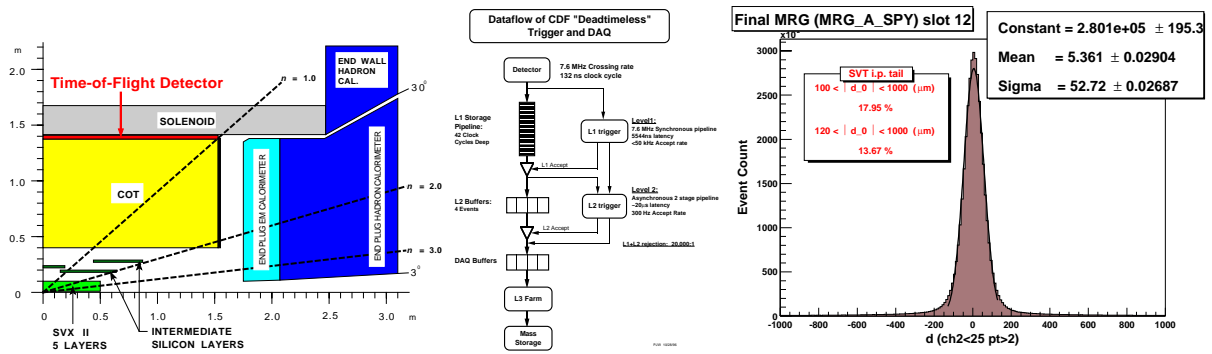 m
2.0
1.5
1.0
0.5
0
0
0.5
1.0
1.5
2.0
2.5
3.0
m
Time-of-Flight Detector
SOLENOID
COT
END WALL
HADRON
CAL.
END PLUG EM CALORIMETER
END PLUG HADRON CALORIMETER
n = 1.0
n = 2.0
n = 3.0
30°
3°
SVX II
5 LAYERS
INTERMEDIATE
SILICON LAYERS
Dataflow of CDF "Deadtimeless"
Trigger and DAQ
Detector
7.6 MHz Crossing rate
132 ns clock cycle
L1 Storage
Pipeline:
42 Clock
Cycles Deep
L1 trigger
Level1:
7.6 MHz Synchronous pipeline
5544ns latency
<50 kHz Accept rate
L1 Accept
L2 Buffers:
4 Events
L2 trigger
Level 2:
Asynchronous 2 stage pipeline
~20µs latency
300 Hz Accept Rate
L2 Accept
L1+L2 rejection: 20,000:1
DAQ Buffers
L3 Farm
Mass
Storage
Final MRG (MRG_A_SPY) slot 12
Constant = 2.801e+05 ± 195.3
Mean = 5.361 ± 0.02904
Sigma = 52.72 ± 0.02687
3000
2700
2400
2100
1800
1500
1200
900
600
300
0
Event Count
SVT i.p. tail
100 < | d_0 | < 1000 (µm)
17.95 %
120 < | d_0 | < 1000 (µm)
13.67 %
-1000
-800
-600
-400
-200
0
+200
400
600
800
1000
d (ch2<25 pt>2)